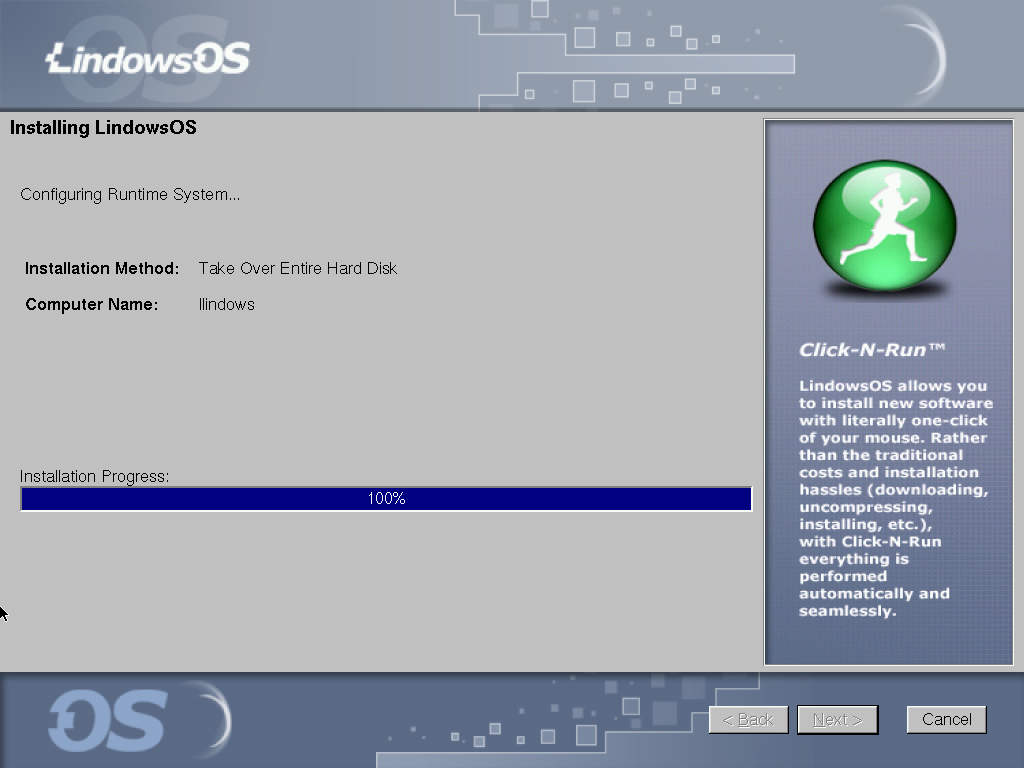 LindowsOS
Installing LindowsOS
Configuring Runtime System...
Installation Method: Take Over Entire Hard Disk
Computer Name: llindows
Installation Progress:
100%
Click-N-Run™
LindowsOS allows you
to install new software
with literally one-click
of your mouse. Rather
than the traditional
costs and installation
hassles (downloading,
uncompressing,
installing, etc.),
with Click-N-Run
everything is
performed
automatically and
seamlessly.
OS
< Back
Next >
Cancel